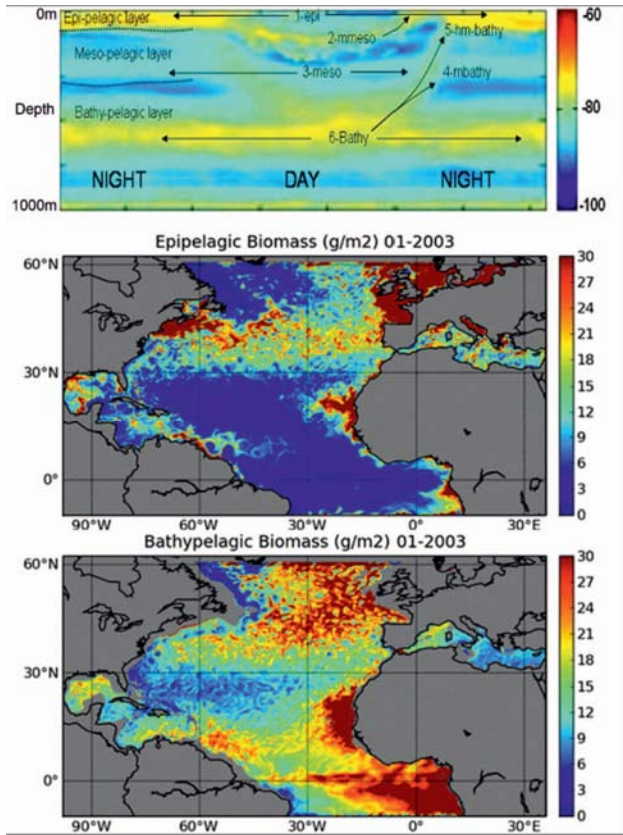 0m
Epi-pelagic layer
1-epi
-60
2-mmeso
5-hm-bathy
Meso-pelagic layer
3-meso
4-mbathy
Depth
-80
Bathy-pelagic layer
6-Bathy
NIGHT DAY NIGHT
1000m
-100
Epipelagic Biomass (g/m2) 01-2003
60°N
30°N
0°
90°W 60°W 30°W 0° 30°E
30
27
24
21
18
15
12
9
6
3
0
Bathypelagic Biomass (g/m2) 01-2003
60°N
30°N
0°
90°W 60°W 30°W 0° 30°E
30
27
24
21
18
15
12
9
6
3
0